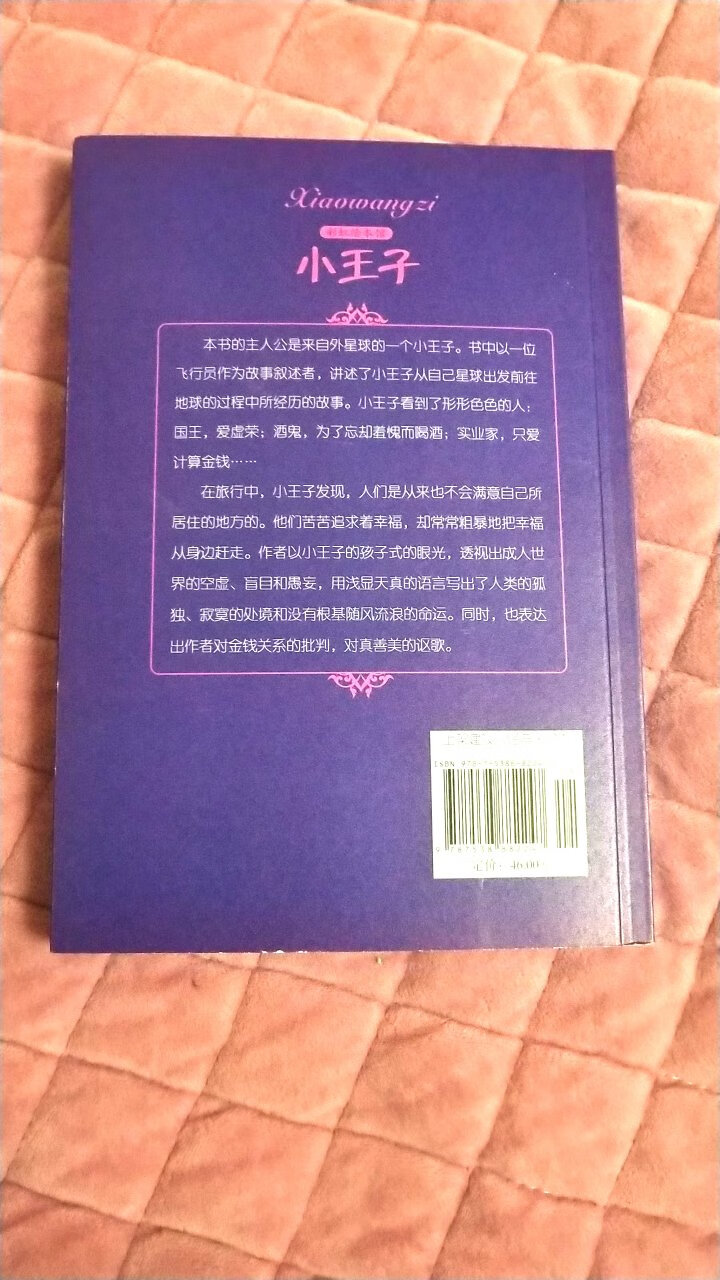 Xiaowangzi
彩虹绘本馆
小王子
本书的主人公是来自外星球的一个小王子。书中以一位
飞行员作为故事叙述者，讲述了小王子从自己星球出发前往
地球的过程中所经历的故事。小王子看到了形形色色的人：
国王，爱虚荣；酒鬼，为了忘却羞愧而喝酒；实业家，只爱
计算金钱……
在旅行中，小王子发现，人们是从来也不会满意自己所
居住的地方的。他们苦苦追求着幸福，却常常粗暴地把幸福
从身边赶走。作者以小王子的孩子式的眼光，透视出成人世
界的空虚、盲目和愚妄，用浅显天真的语言写出了人类的孤
独、寂寞的处境和没有根基随风流浪的命运。同时，也表达
出作者对金钱关系的批判，对真善美的讴歌。
上架建议
ISBN 978-7-5386-
定价：46.00